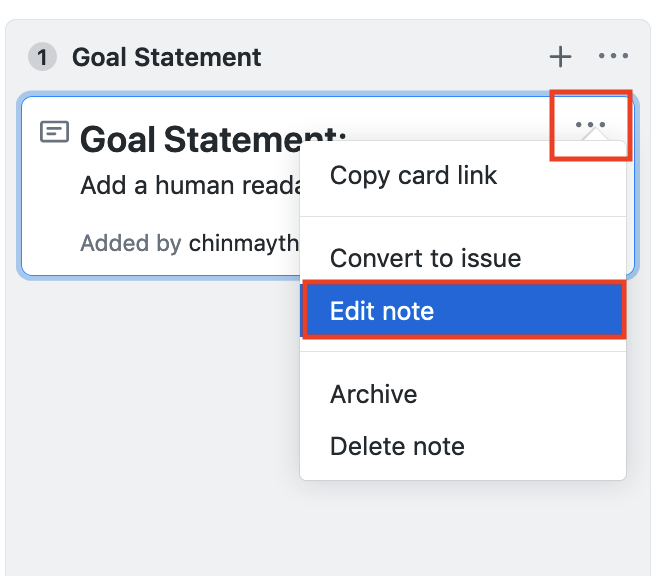 1 Goal Statement
Goal Statement:
Add a human reada
Added by chinmayth
Copy card link
Convert to issue
Edit note
Archive
Delete note